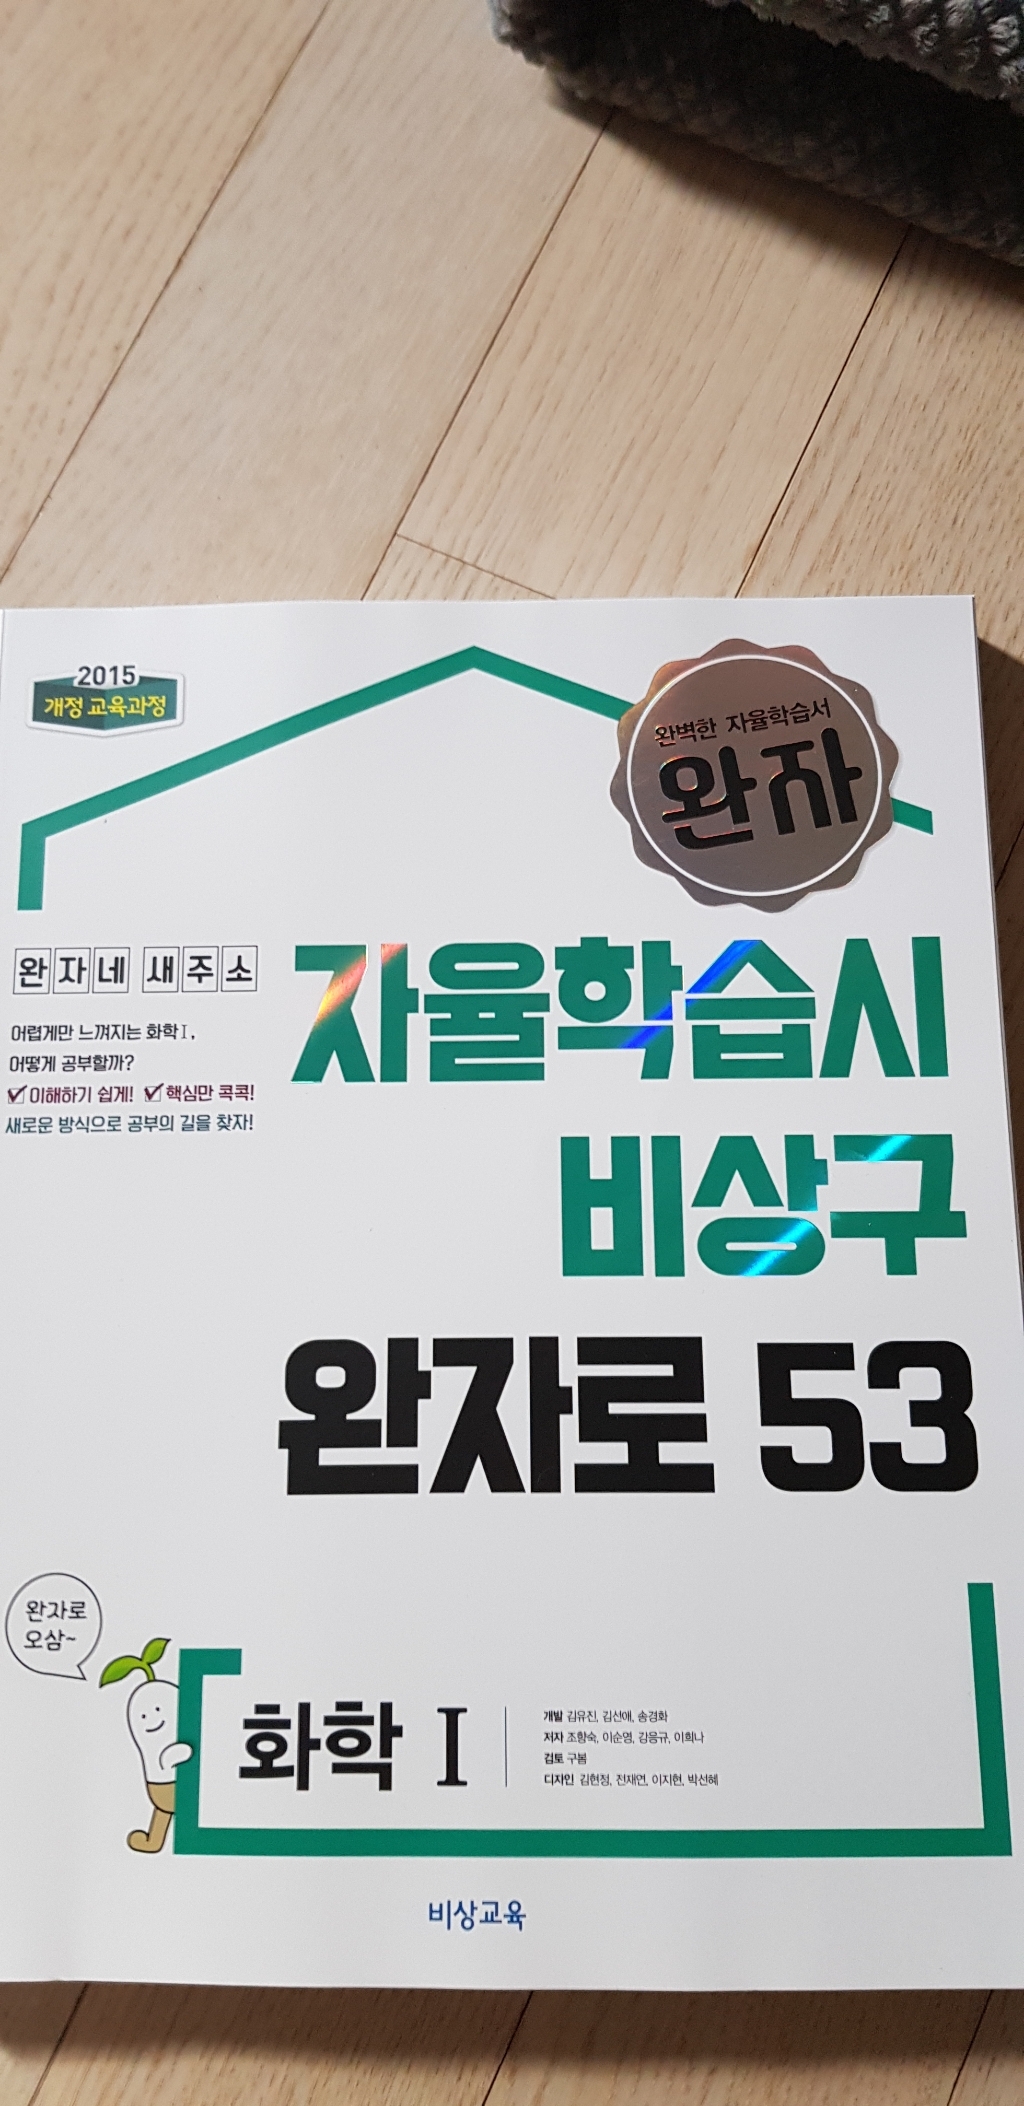 2015
개정 교육과정
완벽한 자율학습서
완자
완자네 새주소
어렵게만 느껴지는 화학Ⅰ,
어떻게 공부할까?
이해하기 쉽게! 핵심만 콕콕!
새로운 방식으로 공부의 길을 찾자!
자율학습시
비상구
완자로 53
완자로
오삼~
화학 Ⅰ
개발 김유진, 김선애, 송경화
저자 조향숙, 이순영, 강응규, 이희나
검토 구봄
디자인 김현정, 전재연, 이지현, 박선혜
비상교육